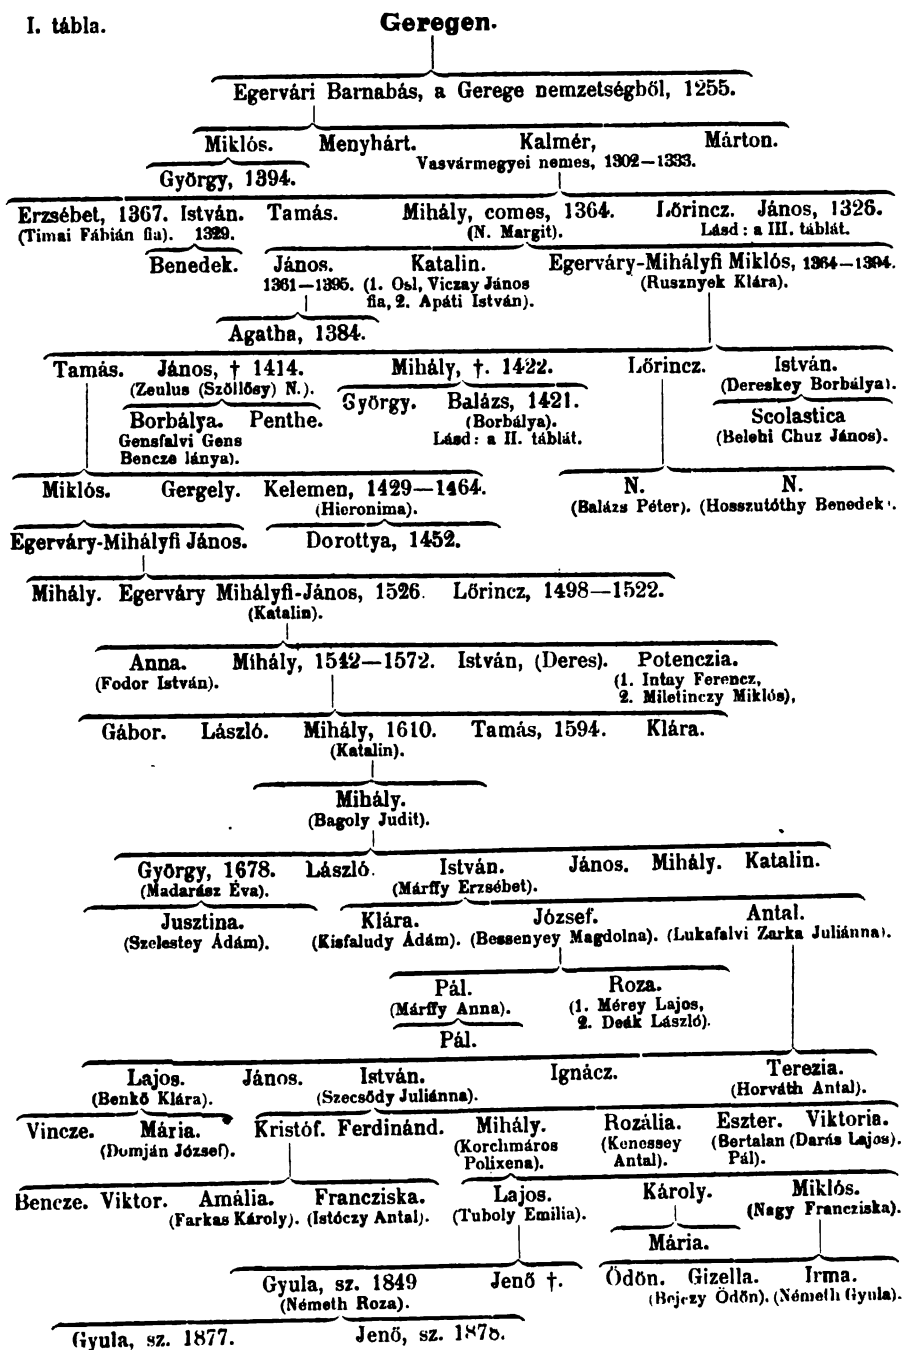 I. tábla.
Geregen.
Egervári Barnabás, a Gerege nemzetségből, 1255.
Miklós. Menyhárt. Kalmér, Márton.
Vasvármegyei nemes, 1302—1333.
György, 1394.
Erzsébet, 1367. István. Tamás. Mihály, comes, 1364. Lőrincz. János, 1326.
(Timai Fábián fia). 1329. (N. Margit). Lásd: a III. táblát.
Benedek. János. Katalin. Egerváry-Mihályfi Miklós, 1364—1394.
1361—1395. (1. Osl, Viczay János (Rusznyek Klára).
fia, 2. Apáti István).
Agatha, 1384.
Tamás. János, † 1414. Mihály, †. 1422. Lőrincz. István.
(Zeulus (Szöllősy) N.). (Dereskey Borbálya).
György. Balázs, 1421.
Borbálya. Penthe. (Borbálya). Scolastica
Gensfalvi Gens Lásd: a II. táblát. (Belehi Chuz János).
Bencze lánya).
Miklós. Gergely. Kelemen, 1429—1464. N. N.
(Hieronima). (Balázs Péter). (Hosszutóthy Benedek).
Egerváry-Mihályfi János. Dorottya, 1452.
Mihály. Egerváry Mihályfi-János, 1526. Lőrincz, 1498—1522.
(Katalin).
Anna. Mihály, 1542—1572. István, (Deres). Potenczia.
(Fodor István). (1. Intay Ferencz,
2. Miletinczy Miklós),
Gábor. László. Mihály, 1610. Tamás, 1594. Klára.
(Katalin).
Mihály.
(Bagoly Judit).
György, 1678. László. István. János. Mihály. Katalin.
(Madarász Éva). (Márffy Erzsébet).
Jusztina. Klára. József. Antal.
(Szelestey Ádám). (Kisfaludy Ádám). (Bessenyey Magdolna). (Lukafalvi Zarka Juliánna).
Pál. Roza.
(Márffy Anna). (1. Mérey Lajos,
2. Deák László).
Pál.
Lajos. János. István. Ignácz. Terezia.
(Benkő Klára). (Szecsődy Juliánna). (Horváth Antal).
Vincze. Mária. Kristóf. Ferdinánd. Mihály. Rozália. Eszter. Viktoria.
(Domján József). (Korchmáros (Kenessey (Bertalan (Darás Lajos).
Polixena). Antal). Pál).
Bencze. Viktor. Amália. Francziska. Lajos. Károly. Miklós.
(Farkas Károly). (Istóczy Antal). (Tuboly Emilia). (Nagy Francziska).
Mária.
Gyula, sz. 1849 Jenő †. Ödön. Gizella. Irma.
(Németh Roza). (Bejczy Ödön). (Németh Gyula).
Gyula, sz. 1877. Jenő, sz. 1878.